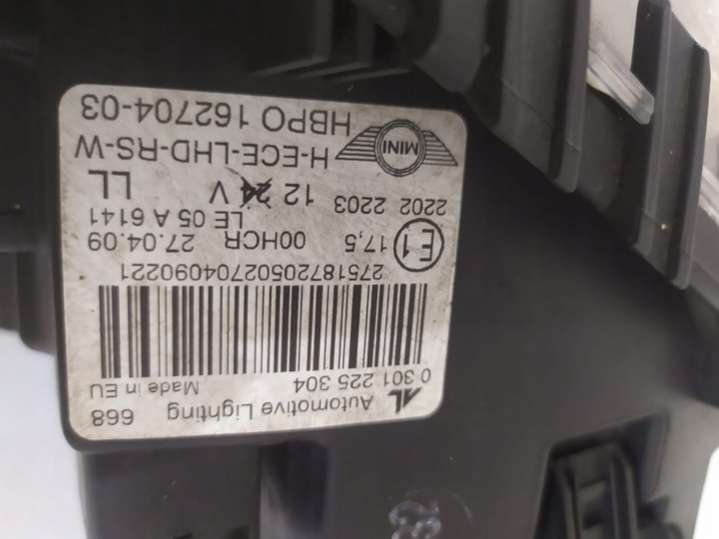 AL Automotive Lighting 668
0 301 225 304 Made in EU
27518720502704090221
E1 17,5 00HCR 27.04.09
LE 05 A 6141
2202 2203 12 24 V LL
MINI H-ECE-LHD-RS-W
HBPO 162704-03